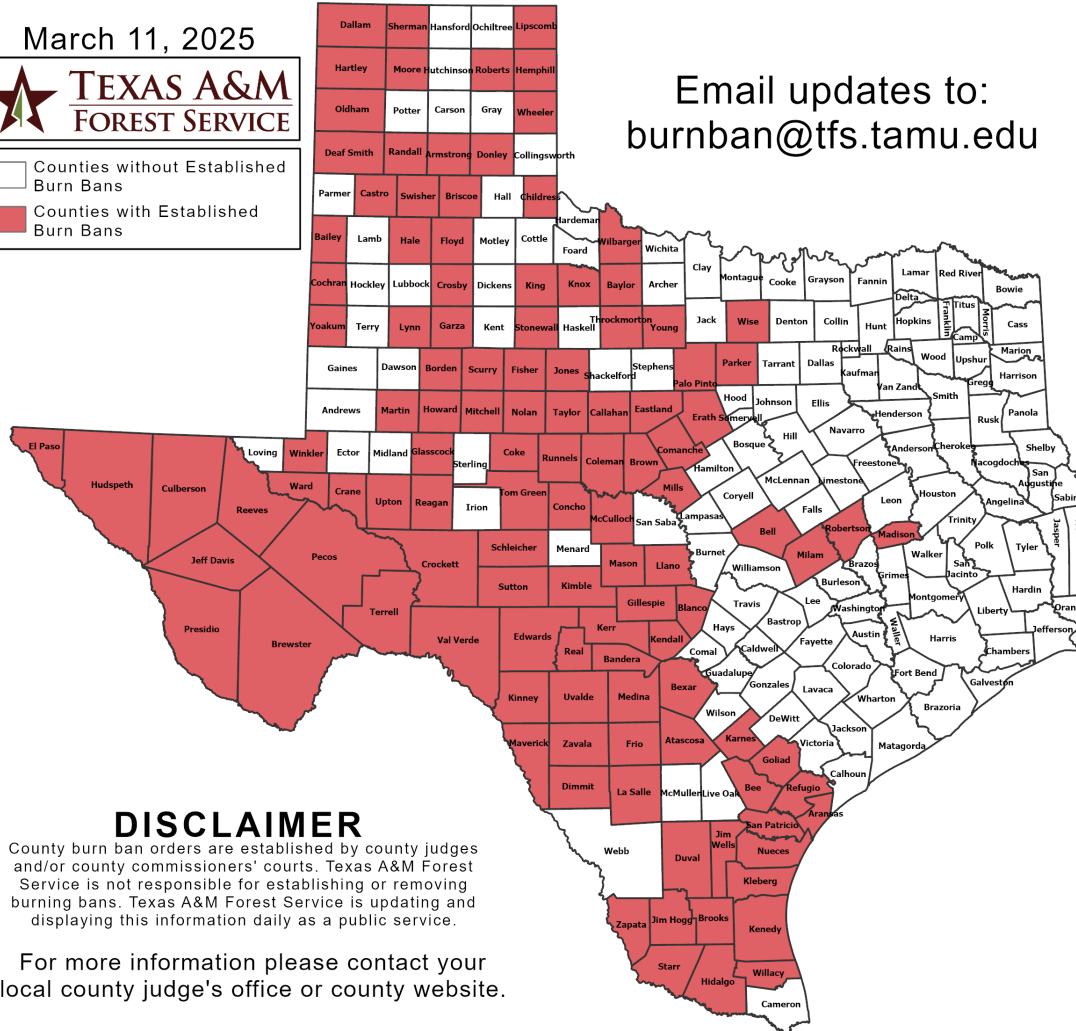 March 11, 2025
TEXAS A&M
FOREST SERVICE
Counties without Established
Burn Bans
Counties with Established
Burn Bans
Email updates to:
burnban@tfs.tamu.edu
Dallam Sherman Hansford Ochiltree Lipscomb
Hartley Moore Hutchinson Roberts Hemphill
Oldham Potter Carson Gray Wheeler
Deaf Smith Randall Armstrong Donley Collingsworth
Parmer Castro Swisher Briscoe Hall Childress
Hardeman
Bailey Lamb Hale Floyd Motley Cottle Foard Wilbarger Wichita
Clay Montague Cooke Grayson Fannin Lamar Red River Bowie
Cochran Hockley Lubbock Crosby Dickens King Knox Baylor Archer
Delta Titus Franklin Morris
Yoakum Terry Lynn Garza Kent Stonewall Haskell Throckmorton Young Jack Wise Denton Collin Hunt Hopkins Camp Cass
Gaines Dawson Borden Scurry Fisher Jones Shackelford Stephens Palo Pinto Parker Tarrant Dallas Rockwall Rains Wood Upshur Marion
Kaufman Van Zandt Gregg Harrison
Andrews Martin Howard Mitchell Nolan Taylor Callahan Eastland Erath Hood Somervell Johnson Ellis Henderson Smith Rusk Panola
El Paso Loving Winkler Ector Midland Glasscock Sterling Coke Runnels Coleman Brown Comanche Hamilton Bosque Hill Navarro Freestone Anderson Cherokee Nacogdoches Shelby
San
Augustine
Sabin
Hudspeth Culberson Reeves Ward Crane Upton Reagan Irion Tom Green Concho McCulloch San Saba Mills Lampasas Coryell McLennan Limestone Falls Leon Houston Angelina
Trinity Polk Tyler Jasper
Jeff Davis Pecos Crockett Schleicher Menard Mason Llano Burnet Bell Milam Robertson Madison Walker
San
Jacinto
Sutton Kimble Williamson Brazos Burleson Grimes Montgomery Liberty Hardin Oran
Presidio Brewster Terrell Val Verde Edwards Real Kerr Gillespie Blanco Kendall Bandera Travis Hays Bastrop Lee Washington Waller Austin Harris Jefferson Chambers
Comal Caldwell Fayette Colorado Fort Bend Galveston
Kinney Uvalde Medina Bexar Guadalupe Gonzales Lavaca Wharton Brazoria
Wilson DeWitt Jackson Matagorda
Maverick Zavala Frio Atascosa Karnes Goliad Victoria Calhoun
Dimmit La Salle McMullen Live Oak Bee Refugio Aransas
San Patricio
Webb Duval
Jim
Wells
Nueces
Kleberg
Zapata Jim Hogg Brooks Kenedy
Starr Hidalgo Willacy
Cameron
DISCLAIMER
County burn ban orders are established by county judges
and/or county commissioners' courts. Texas A&M Forest
Service is not responsible for establishing or removing
burning bans. Texas A&M Forest Service is updating and
displaying this information daily as a public service.
For more information please contact your
local county judge's office or county website.